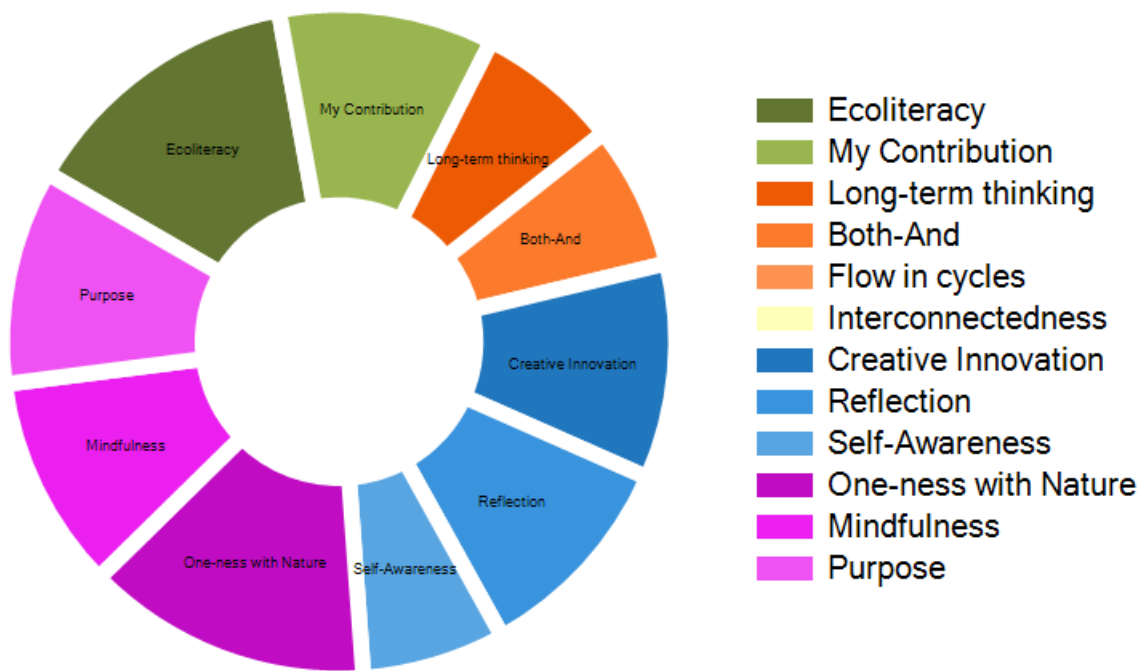 My Contribution
Ecoliteracy
Long-term thinking
Both-And
Purpose
Creative Innovation
Mindfulness
Reflection
One-ness with Nature
Self-Awareness
Ecoliteracy
My Contribution
Long-term thinking
Both-And
Flow in cycles
Interconnectedness
Creative Innovation
Reflection
Self-Awareness
One-ness with Nature
Mindfulness
Purpose